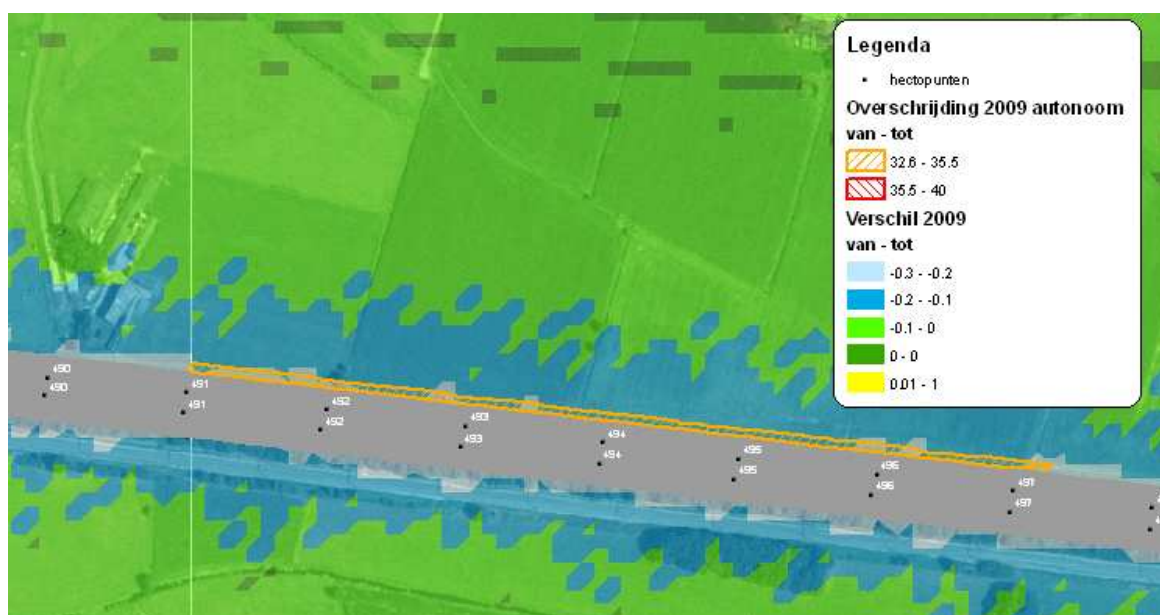 Legenda
hectopunten
Overschrijding 2009 autonoom
van - tot
32.6 - 35.5
35.5 - 40
Verschil 2009
van - tot
-0.3 - -0.2
-0.2 - -0.1
-0.1 - 0
0 - 0
0.01 - 1
490
490
491
491
492
492
493
493
494
494
495
495
496
496
497
497